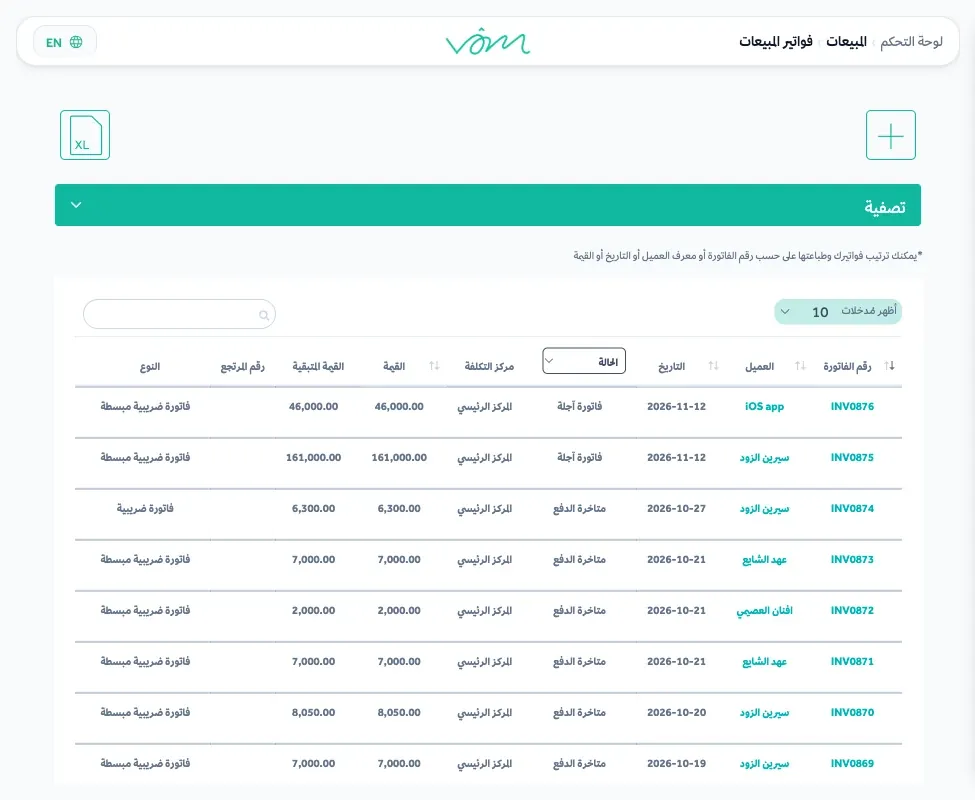 لوحة التحكم › المبيعات › فواتير المبيعات
vôm
EN
XL
تصفية
*يمكنك ترتيب فواتيرك وطباعتها على حسب رقم الفاتورة أو معرف العميل أو التاريخ أو القيمة
أظهر مُدخلات 10
رقم الفاتورة العميل التاريخ الحالة مركز التكلفة القيمة القيمة المتبقية رقم المرتجع النوع
INV0876 iOS app 2026-11-12 فاتورة آجلة المركز الرئيسي 46,000.00 46,000.00 فاتورة ضريبية مبسطة
INV0875 سيرين الزود 2026-11-12 فاتورة آجلة المركز الرئيسي 161,000.00 161,000.00 فاتورة ضريبية مبسطة
INV0874 سيرين الزود 2026-10-27 متاخرة الدفع المركز الرئيسي 6,300.00 6,300.00 فاتورة ضريبية
INV0873 عهد الشايع 2026-10-21 متاخرة الدفع المركز الرئيسي 7,000.00 7,000.00 فاتورة ضريبية مبسطة
INV0872 افنان العصيمي 2026-10-21 متاخرة الدفع المركز الرئيسي 2,000.00 2,000.00 فاتورة ضريبية مبسطة
INV0871 عهد الشايع 2026-10-21 متاخرة الدفع المركز الرئيسي 7,000.00 7,000.00 فاتورة ضريبية مبسطة
INV0870 سيرين الزود 2026-10-20 متاخرة الدفع المركز الرئيسي 8,050.00 8,050.00 فاتورة ضريبية مبسطة
INV0869 سيرين الزود 2026-10-19 متاخرة الدفع المركز الرئيسي 7,000.00 7,000.00 فاتورة ضريبية مبسطة